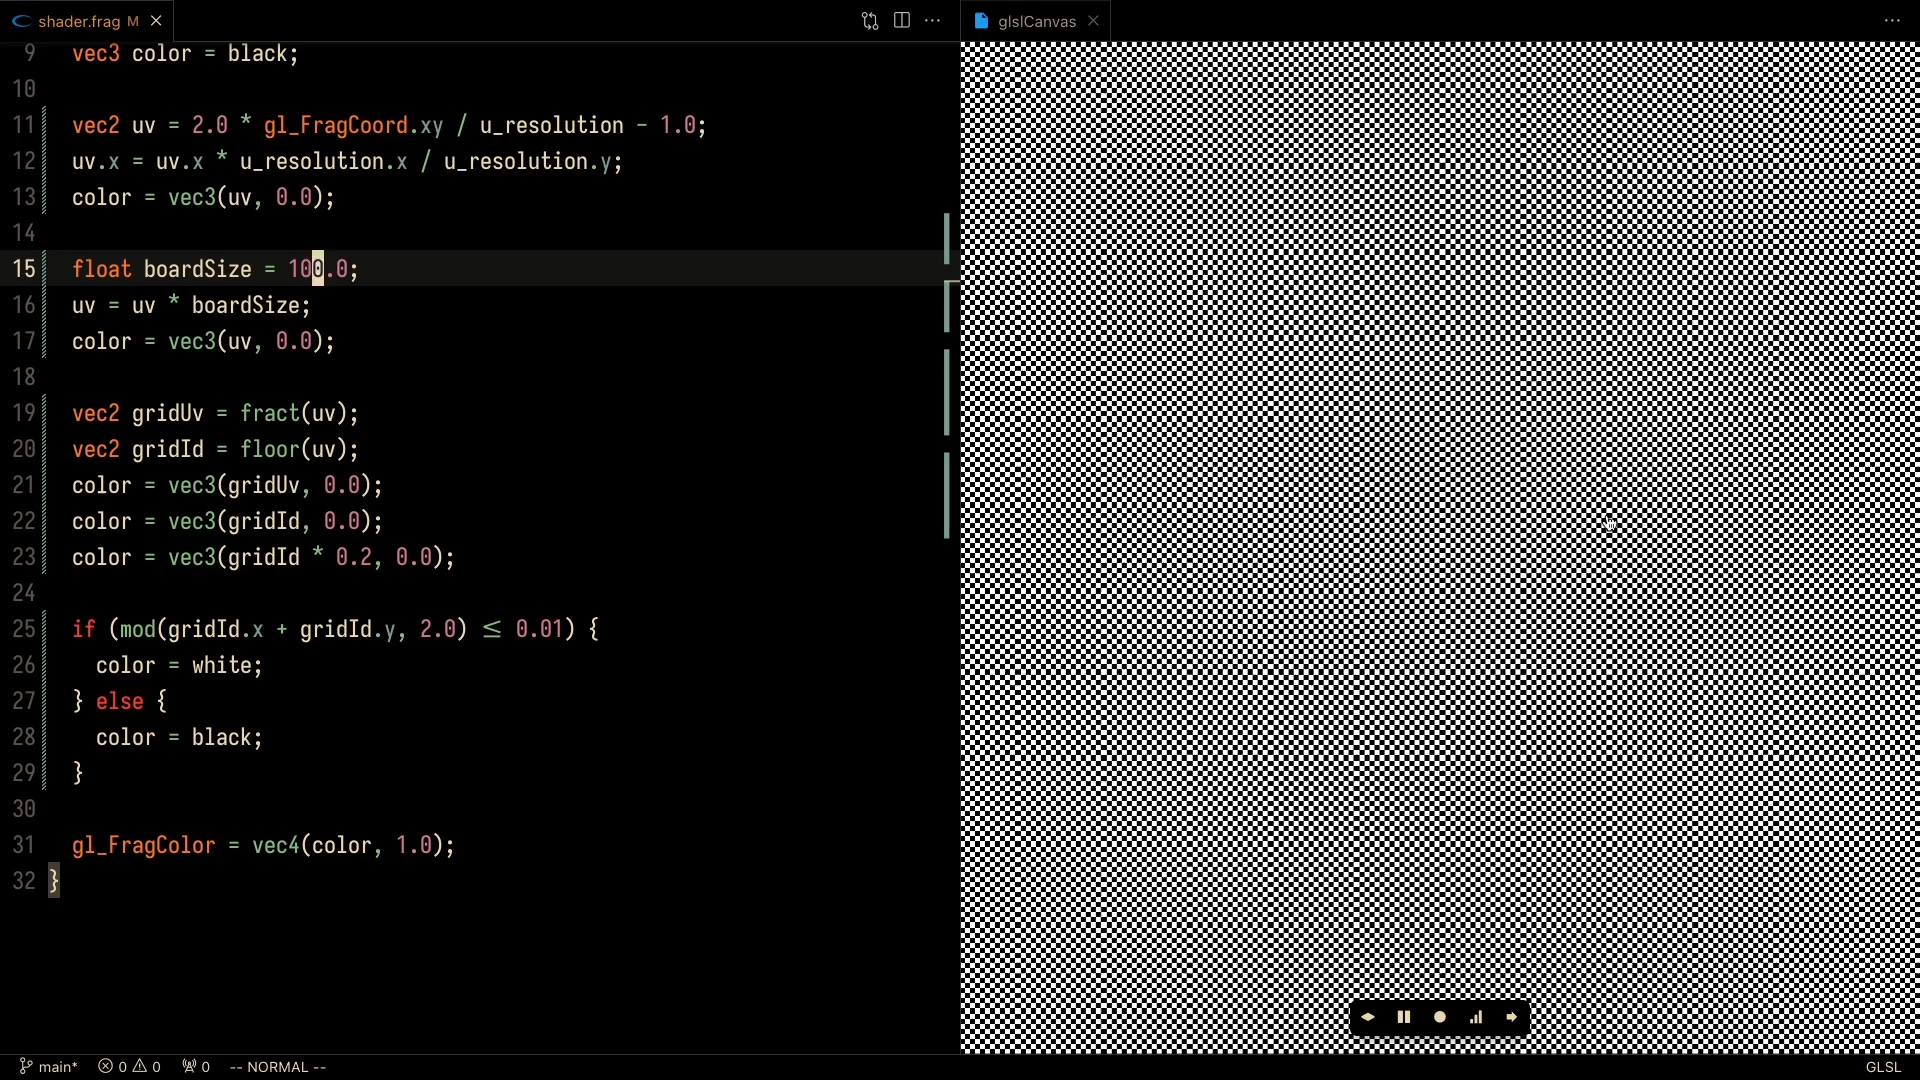 shader.frag M
glslCanvas
9 vec3 color = black;
10
11 vec2 uv = 2.0 * gl_FragCoord.xy / u_resolution - 1.0;
12 uv.x = uv.x * u_resolution.x / u_resolution.y;
13 color = vec3(uv, 0.0);
14
15 float boardSize = 100.0;
16 uv = uv * boardSize;
17 color = vec3(uv, 0.0);
18
19 vec2 gridUv = fract(uv);
20 vec2 gridId = floor(uv);
21 color = vec3(gridUv, 0.0);
22 color = vec3(gridId, 0.0);
23 color = vec3(gridId * 0.2, 0.0);
24
25 if (mod(gridId.x + gridId.y, 2.0) ≤ 0.01) {
26 color = white;
27 } else {
28 color = black;
29 }
30
31 gl_FragColor = vec4(color, 1.0);
32 }
main* 0 0 0 -- NORMAL --
GLSL